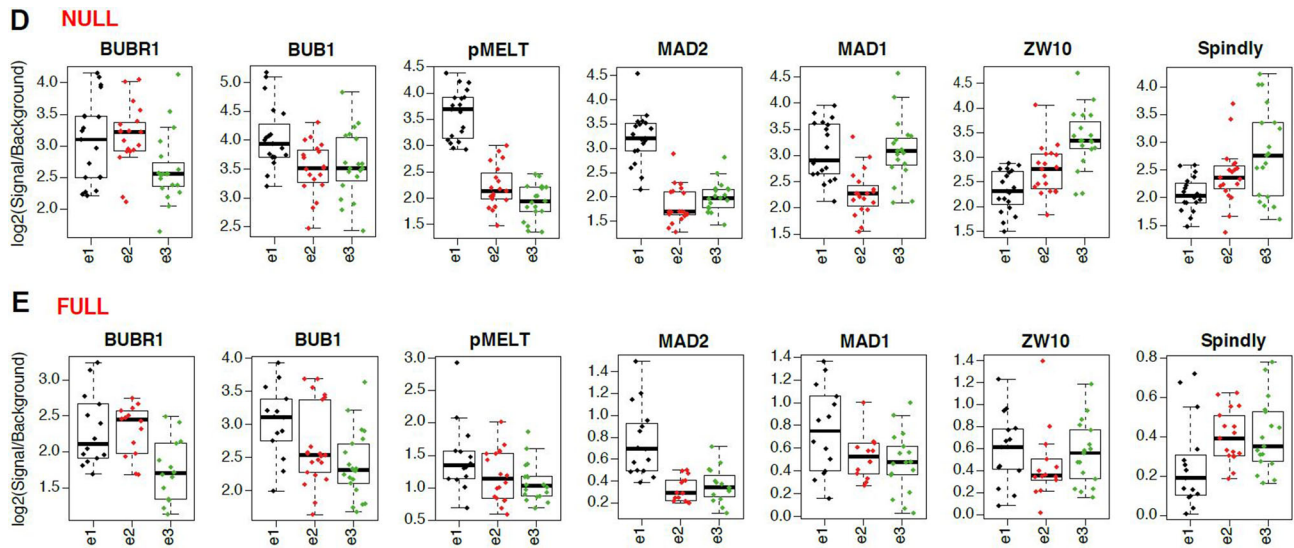 D NULL
BUBR1 BUB1 pMELT MAD2 MAD1 ZW10 Spindly
log2(Signal/Background)
4.0 3.5 3.0 2.5 2.0
5.0 4.5 4.0 3.5 3.0 2.5
4.5 4.0 3.5 3.0 2.5 2.0 1.5
4.5 4.0 3.5 3.0 2.5 2.0 1.5
4.5 4.0 3.5 3.0 2.5 2.0 1.5
4.5 4.0 3.5 3.0 2.5 2.0 1.5
4.0 3.5 3.0 2.5 2.0 1.5
e1 e2 e3 e1 e2 e3 e1 e2 e3 e1 e2 e3 e1 e2 e3 e1 e2 e3 e1 e2 e3
E FULL
BUBR1 BUB1 pMELT MAD2 MAD1 ZW10 Spindly
log2(Signal/Background)
3.0 2.5 2.0 1.5
4.0 3.5 3.0 2.5 2.0
3.0 2.5 2.0 1.5 1.0 0.5
1.4 1.2 1.0 0.8 0.6 0.4 0.2
1.4 1.2 1.0 0.8 0.6 0.4 0.2 0.0
1.4 1.2 1.0 0.8 0.6 0.4 0.2 0.0
0.8 0.6 0.4 0.2 0.0
e1 e2 e3 e1 e2 e3 e1 e2 e3 e1 e2 e3 e1 e2 e3 e1 e2 e3 e1 e2 e3